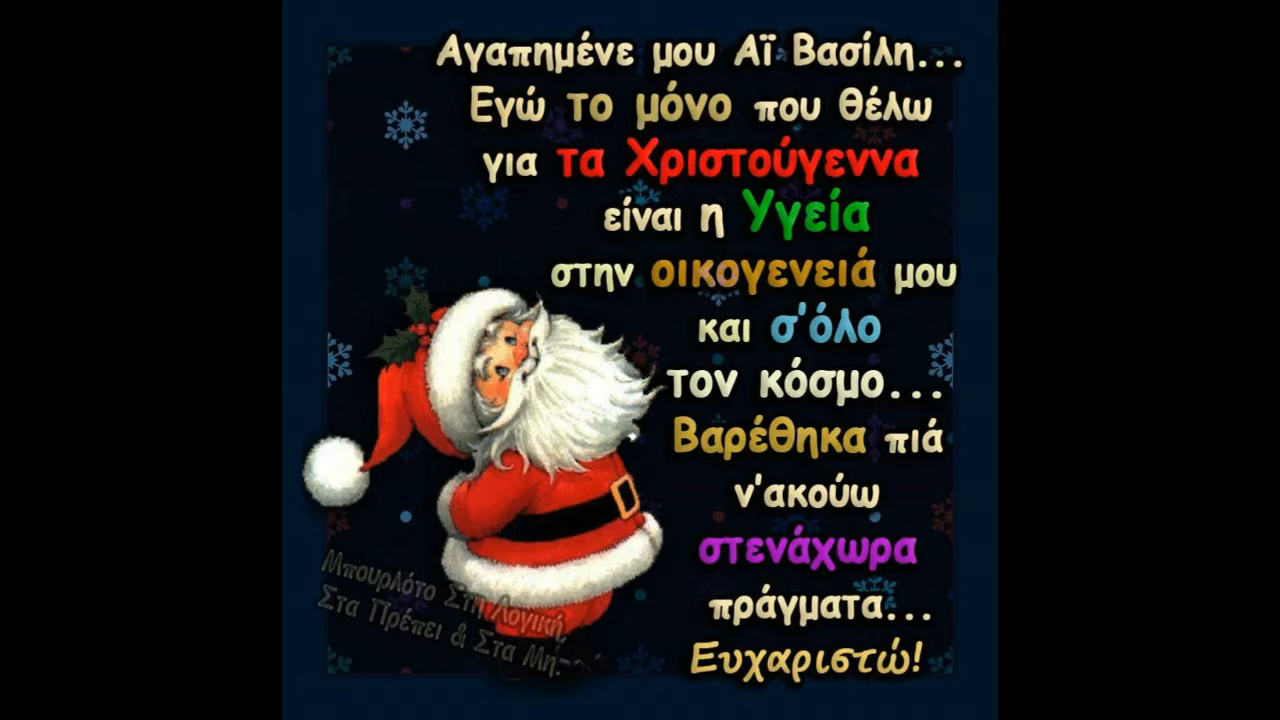 Αγαπημένε μου Αϊ Βασίλη...
Εγώ το μόνο που θέλω
για τα Χριστούγεννα
είναι η Υγεία
στην οικογενειά μου
και σ'όλο
τον κόσμο...
Βαρέθηκα πιά
ν'ακούω
στενάχωρα
πράγματα...
Ευχαριστώ!
Μπουρλότο Στη Λογική,
Στα Πρέπει & Στα Μη.